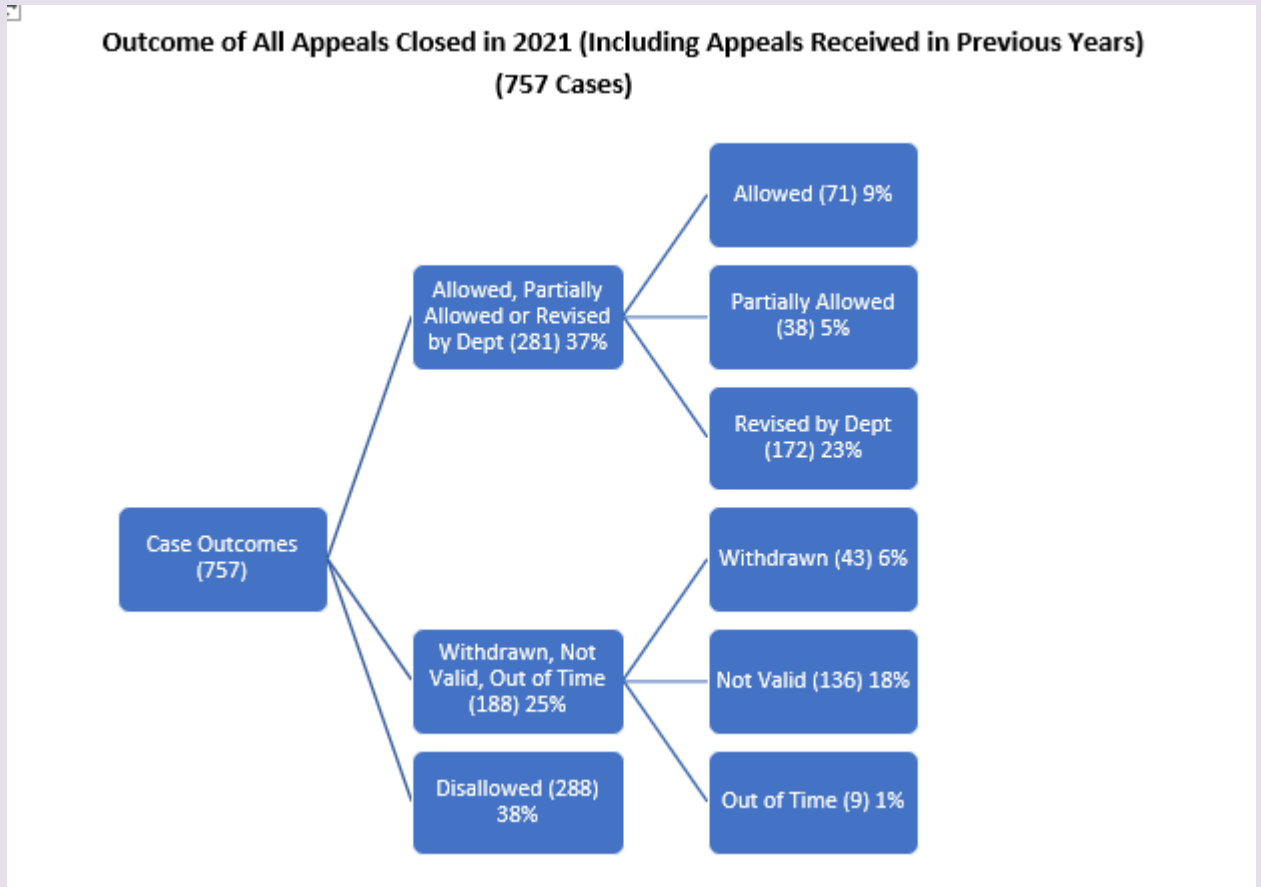 Outcome of All Appeals Closed in 2021 (Including Appeals Received in Previous Years)
(757 Cases)
Case Outcomes
(757)
Allowed, Partially
Allowed or Revised
by Dept (281) 37%
Allowed (71) 9%
Partially Allowed
(38) 5%
Revised by Dept
(172) 23%
Withdrawn, Not
Valid, Out of Time
(188) 25%
Withdrawn (43) 6%
Not Valid (136) 18%
Out of Time (9) 1%
Disallowed (288)
38%